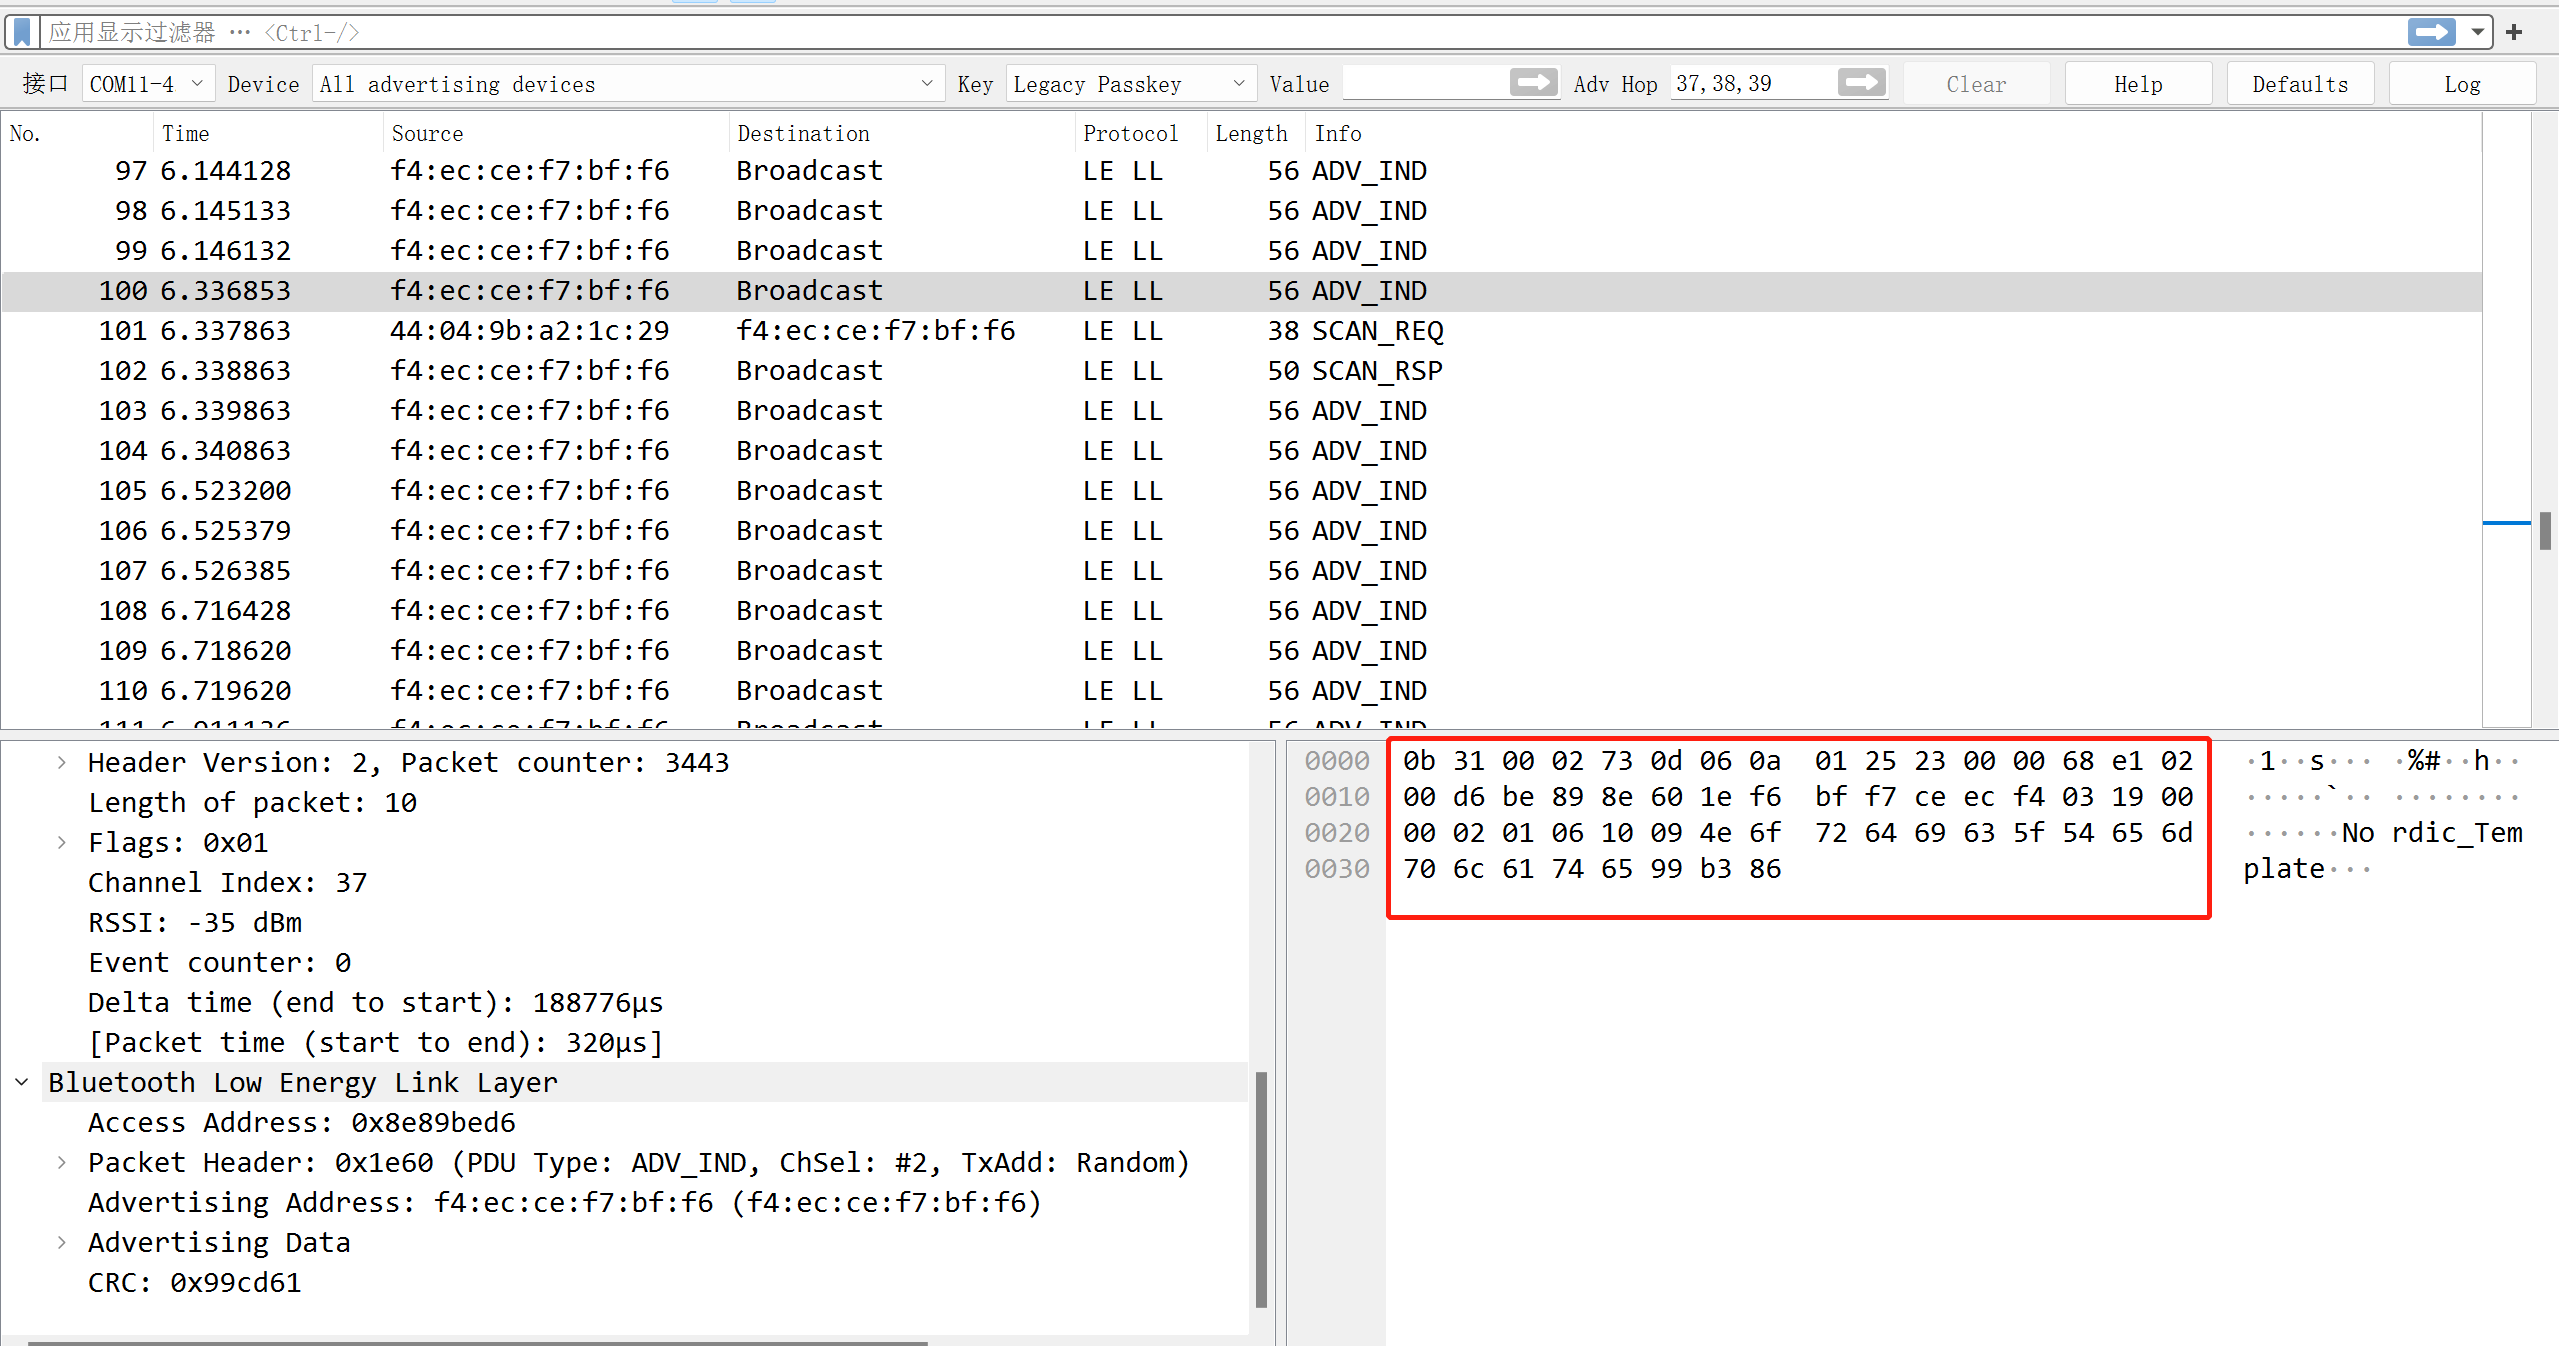 应用显示过滤器 … <Ctrl-/>
接口 COM11-4 Device All advertising devices Key Legacy Passkey Value Adv Hop 37,38,39 Clear Help Defaults Log
No. Time Source Destination Protocol Length Info
97 6.144128 f4:ec:ce:f7:bf:f6 Broadcast LE LL 56 ADV_IND
98 6.145133 f4:ec:ce:f7:bf:f6 Broadcast LE LL 56 ADV_IND
99 6.146132 f4:ec:ce:f7:bf:f6 Broadcast LE LL 56 ADV_IND
100 6.336853 f4:ec:ce:f7:bf:f6 Broadcast LE LL 56 ADV_IND
101 6.337863 44:04:9b:a2:1c:29 f4:ec:ce:f7:bf:f6 LE LL 38 SCAN_REQ
102 6.338863 f4:ec:ce:f7:bf:f6 Broadcast LE LL 50 SCAN_RSP
103 6.339863 f4:ec:ce:f7:bf:f6 Broadcast LE LL 56 ADV_IND
104 6.340863 f4:ec:ce:f7:bf:f6 Broadcast LE LL 56 ADV_IND
105 6.523200 f4:ec:ce:f7:bf:f6 Broadcast LE LL 56 ADV_IND
106 6.525379 f4:ec:ce:f7:bf:f6 Broadcast LE LL 56 ADV_IND
107 6.526385 f4:ec:ce:f7:bf:f6 Broadcast LE LL 56 ADV_IND
108 6.716428 f4:ec:ce:f7:bf:f6 Broadcast LE LL 56 ADV_IND
109 6.718620 f4:ec:ce:f7:bf:f6 Broadcast LE LL 56 ADV_IND
110 6.719620 f4:ec:ce:f7:bf:f6 Broadcast LE LL 56 ADV_IND
Header Version: 2, Packet counter: 3443
Length of packet: 10
Flags: 0x01
Channel Index: 37
RSSI: -35 dBm
Event counter: 0
Delta time (end to start): 188776µs
[Packet time (start to end): 320µs]
Bluetooth Low Energy Link Layer
Access Address: 0x8e89bed6
Packet Header: 0x1e60 (PDU Type: ADV_IND, ChSel: #2, TxAdd: Random)
Advertising Address: f4:ec:ce:f7:bf:f6 (f4:ec:ce:f7:bf:f6)
Advertising Data
CRC: 0x99cd61
0000 0b 31 00 02 73 0d 06 0a 01 25 23 00 00 68 e1 02 ·1··s··· ·%#··h··
0010 00 d6 be 89 8e 60 1e f6 bf f7 ce ec f4 03 19 00 ·····`·· ········
0020 00 02 01 06 10 09 4e 6f 72 64 69 63 5f 54 65 6d ······No rdic_Tem
0030 70 6c 61 74 65 99 b3 86 plate···